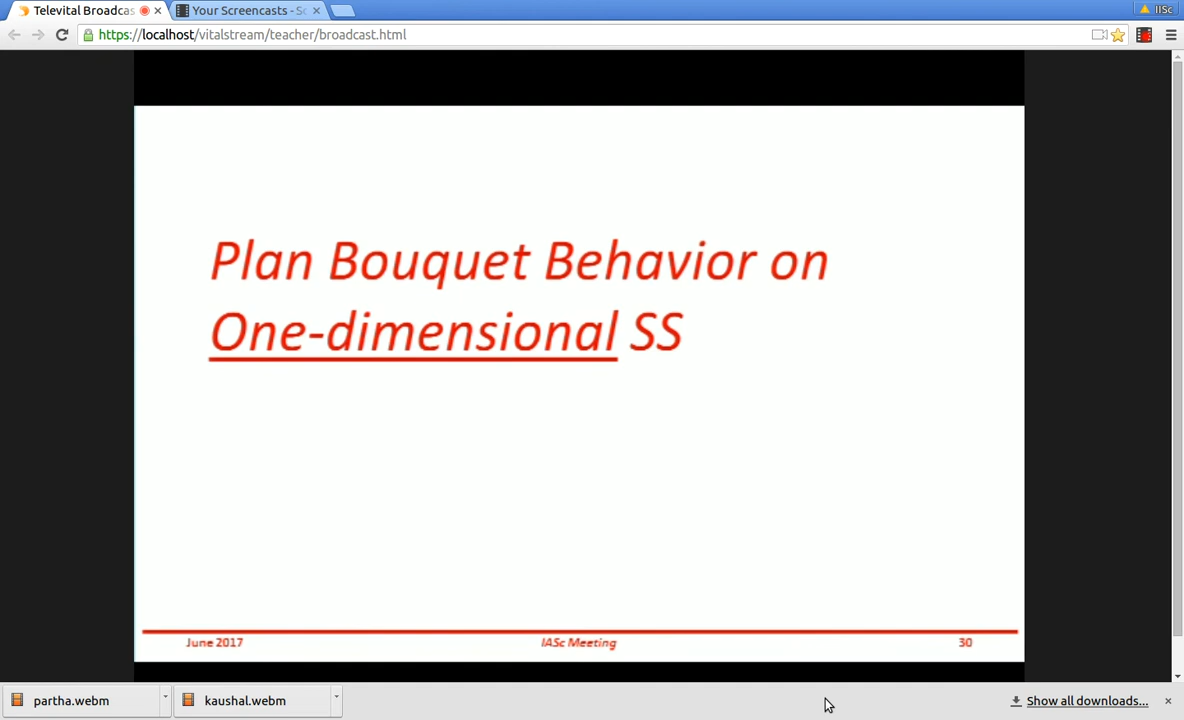 Televital Broadcas
Your Screencasts - Sc
IISc
https://localhost/vitalstream/teacher/broadcast.html
Plan Bouquet Behavior on
One-dimensional SS
June 2017
IASc Meeting
30
partha.webm
kaushal.webm
Show all downloads...